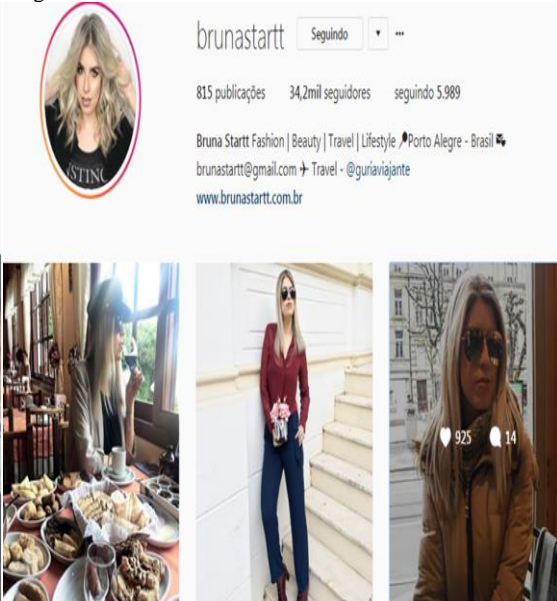 brunastartt Seguindo
815 publicações 34,2mil seguidores seguindo 5.989
Bruna Startt Fashion | Beauty | Travel | Lifestyle Porto Alegre - Brasil
brunastartt@gmail.com Travel - @guriaviajante
www.brunastartt.com.br
STINC
925 14